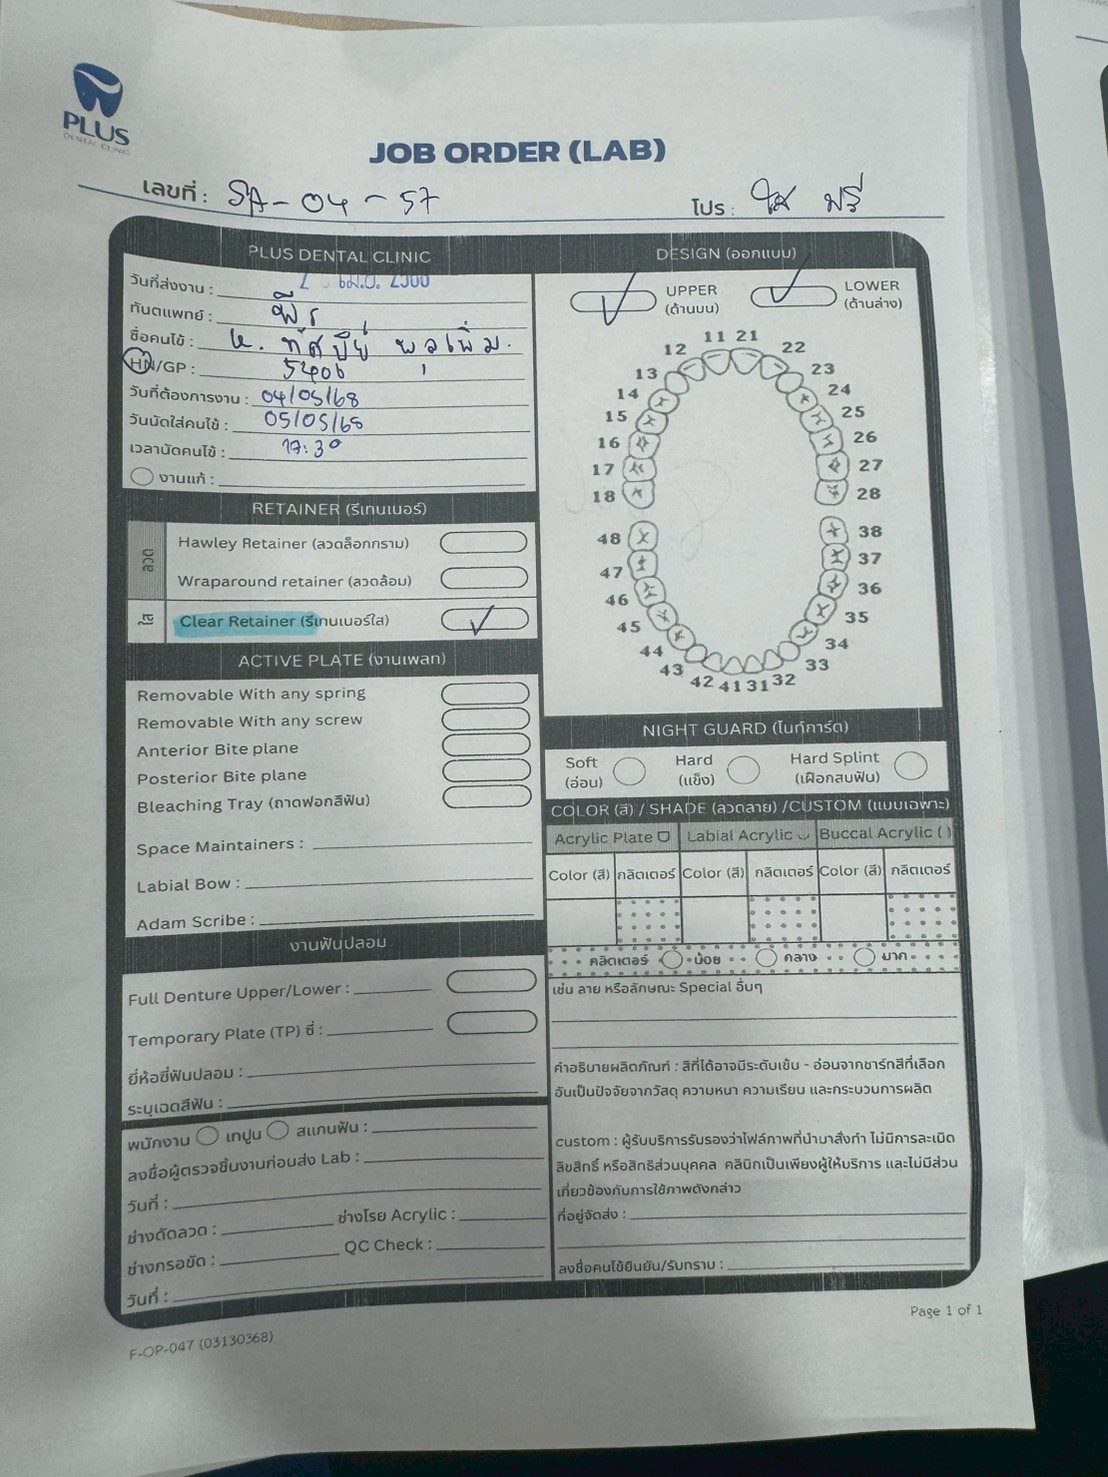 PLUS
DENTAL CLINIC
JOB ORDER (LAB)
เลขที่ : SA-04-57
โปร : ใส ฟรี
PLUS DENTAL CLINIC
วันที่ส่งงาน : เม.ย.
ทันตแพทย์ : พีร
ชื่อคนไข้ :
HN/GP : 5406
วันที่ต้องการงาน : 04/05/68
วันนัดใส่คนไข้ : 05/05/68
เวลานัดคนไข้ : 17:30
งานแก้ :
RETAINER (รีเทนเนอร์)
ลวด
Hawley Retainer (ลวดล็อกกราม)
Wraparound retainer (ลวดล้อม)
ใส
Clear Retainer (รีเทนเนอร์ใส)
ACTIVE PLATE (งานเพลท)
Removable With any spring
Removable With any screw
Anterior Bite plane
Posterior Bite plane
Bleaching Tray (ถาดฟอกสีฟัน)
Space Maintainers :
Labial Bow :
Adam Scribe :
งานฟันปลอม
Full Denture Upper/Lower :
Temporary Plate (TP) ซี่ :
ยี่ห้อซี่ฟันปลอม :
ระบุเฉดสีฟัน :
พนักงาน เทปูน สแกนฟัน :
ลงชื่อผู้ตรวจชิ้นงานก่อนส่ง Lab :
วันที่ :
ช่างดัดลวด : ช่างโรย Acrylic :
ช่างกรอขัด : QC Check :
วันที่ :
DESIGN (ออกแบบ)
UPPER (ด้านบน)
LOWER (ด้านล่าง)
11 21
12 22
13 23
14 24
15 25
16 26
17 27
18 28
48 38
47 37
46 36
45 35
44 34
43 33
42 41 31 32
NIGHT GUARD (ไนท์การ์ด)
Soft (อ่อน)
Hard (แข็ง)
Hard Splint (เฝือกสบฟัน)
COLOR (สี) / SHADE (ลวดลาย) /CUSTOM (แบบเฉพาะ)
Acrylic Plate Labial Acrylic Buccal Acrylic ( )
Color (สี) กลิตเตอร์ Color (สี) กลิตเตอร์ Color (สี) กลิตเตอร์
กลิตเตอร์ น้อย กลาง มาก
เช่น ลาย หรือลักษณะ Special อื่นๆ
คำอธิบายผลิตภัณฑ์ : สีที่ได้อาจมีระดับเข้ม - อ่อนจากชาร์ทสีที่เลือก
อันเป็นปัจจัยจากวัสดุ ความหนา ความเรียบ และกระบวนการผลิต
custom : ผู้รับบริการรับรองว่าไฟล์ภาพที่นำมาสั่งทำ ไม่มีการละเมิด
ลิขสิทธิ์ หรือสิทธิส่วนบุคคล คลินิกเป็นเพียงผู้ให้บริการ และไม่มีส่วน
เกี่ยวข้องกับการใช้ภาพดังกล่าว
ที่อยู่จัดส่ง :
ลงชื่อคนไข้ยืนยัน/รับทราบ :
F-OP-047 (03130368)
Page 1 of 1